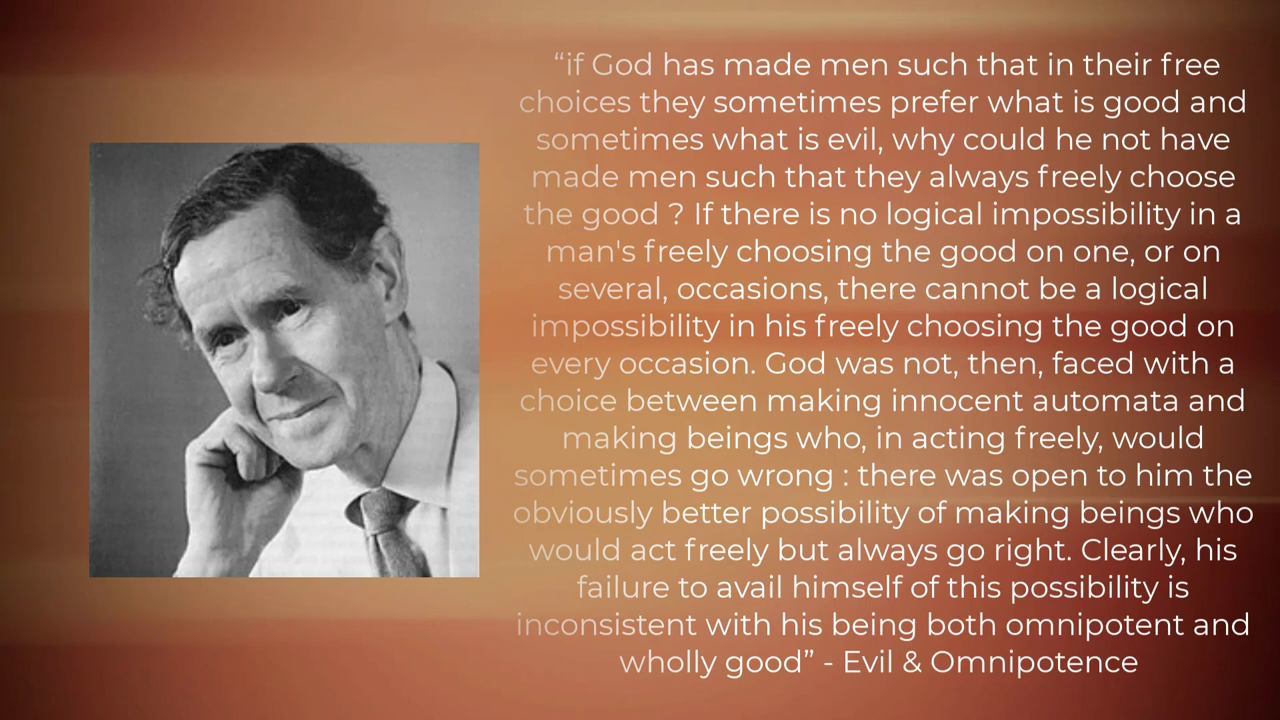 “if God has made men such that in their free
choices they sometimes prefer what is good and
sometimes what is evil, why could he not have
made men such that they always freely choose
the good ? If there is no logical impossibility in a
man's freely choosing the good on one, or on
several, occasions, there cannot be a logical
impossibility in his freely choosing the good on
every occasion. God was not, then, faced with a
choice between making innocent automata and
making beings who, in acting freely, would
sometimes go wrong : there was open to him the
obviously better possibility of making beings who
would act freely but always go right. Clearly, his
failure to avail himself of this possibility is
inconsistent with his being both omnipotent and
wholly good” - Evil & Omnipotence